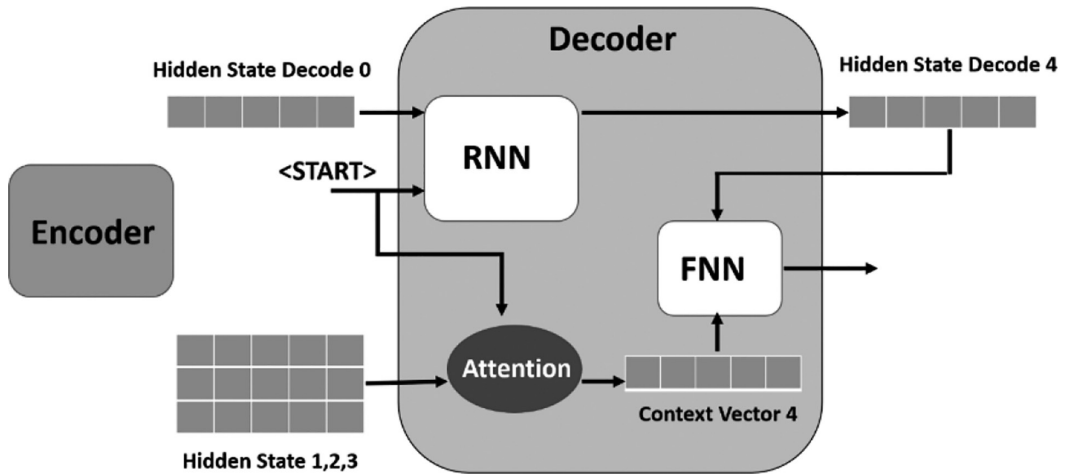 Decoder
Hidden State Decode 0
Hidden State Decode 4
RNN
<START>
Encoder
FNN
Attention
Context Vector 4
Hidden State 1,2,3